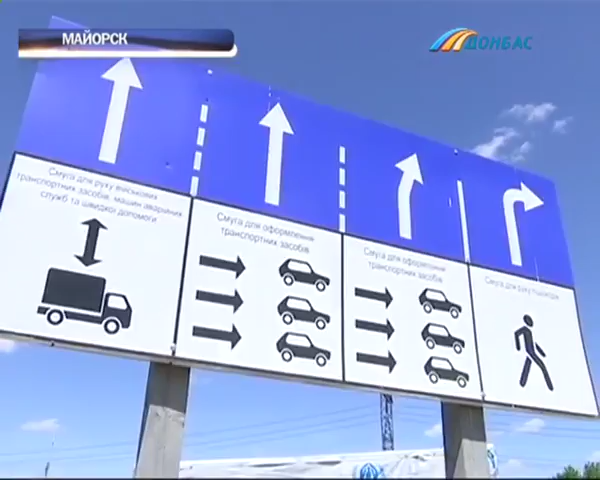 МАЙОРСК
ДОНБАС
Смуга для руху військових
транспортних засобів, машин аварійних
служб та швидкої допомоги
Смуга для оформлення
транспортних засобів
Смуга для оформлення
транспортних засобів
Смуга для руху пішоходів